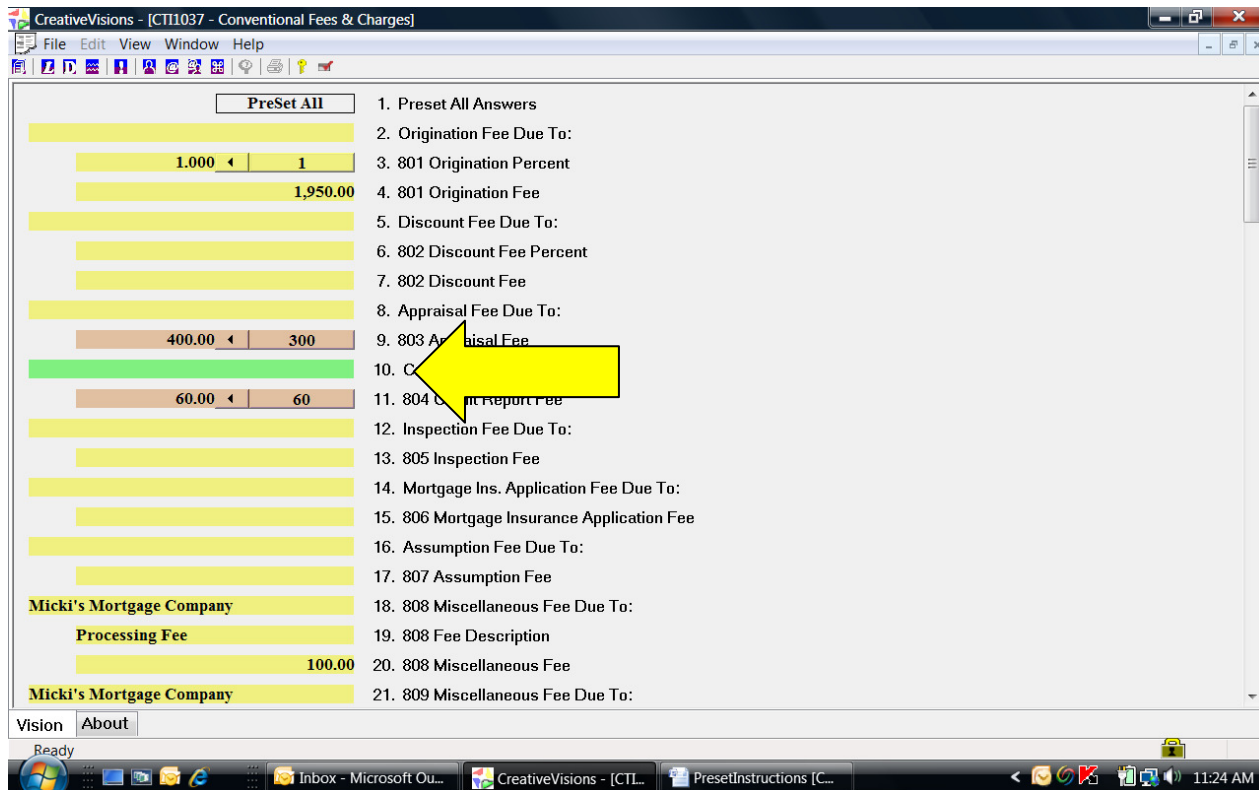 CreativeVisions - [CTI1037 - Conventional Fees & Charges]
File Edit View Window Help
PreSet All 1. Preset All Answers
2. Origination Fee Due To:
1.000 1 3. 801 Origination Percent
1,950.00 4. 801 Origination Fee
5. Discount Fee Due To:
6. 802 Discount Fee Percent
7. 802 Discount Fee
8. Appraisal Fee Due To:
400.00 300 9. 803 Appraisal Fee
10.
60.00 60 11. 804 Report Fee
12. Inspection Fee Due To:
13. 805 Inspection Fee
14. Mortgage Ins. Application Fee Due To:
15. 806 Mortgage Insurance Application Fee
16. Assumption Fee Due To:
17. 807 Assumption Fee
Micki's Mortgage Company 18. 808 Miscellaneous Fee Due To:
Processing Fee 19. 808 Fee Description
100.00 20. 808 Miscellaneous Fee
Micki's Mortgage Company 21. 809 Miscellaneous Fee Due To:
Vision About
Ready
Inbox - Microsoft Ou... CreativeVisions - [CTI... PresetInstructions [C... 11:24 AM